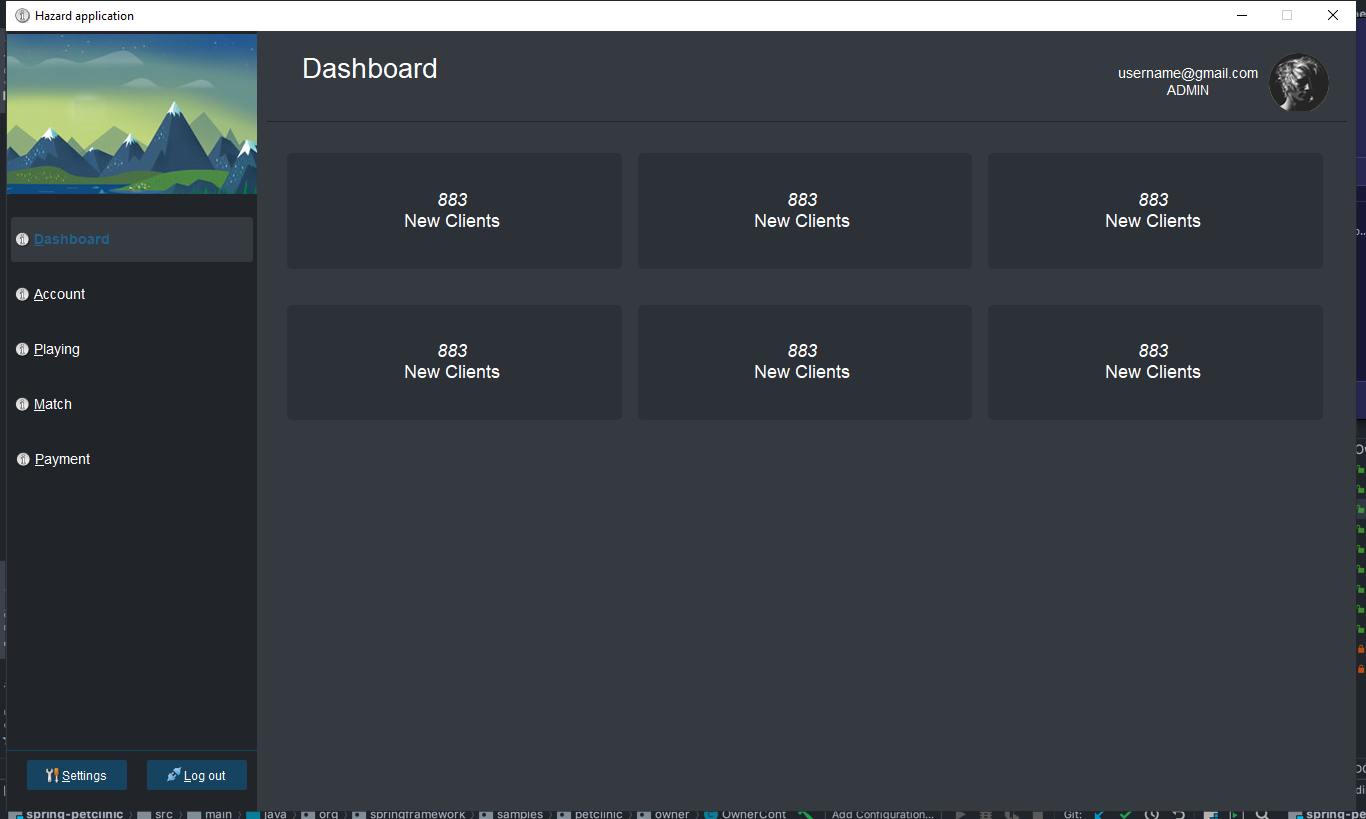 Hazard application
Dashboard
username@gmail.com
ADMIN
883
New Clients
883
New Clients
883
New Clients
883
New Clients
883
New Clients
883
New Clients
Dashboard
Account
Playing
Match
Payment
Settings
Log out
spring-petclinic src main java org springframework samples petclinic owner OwnerCont Add Configuration... Git: